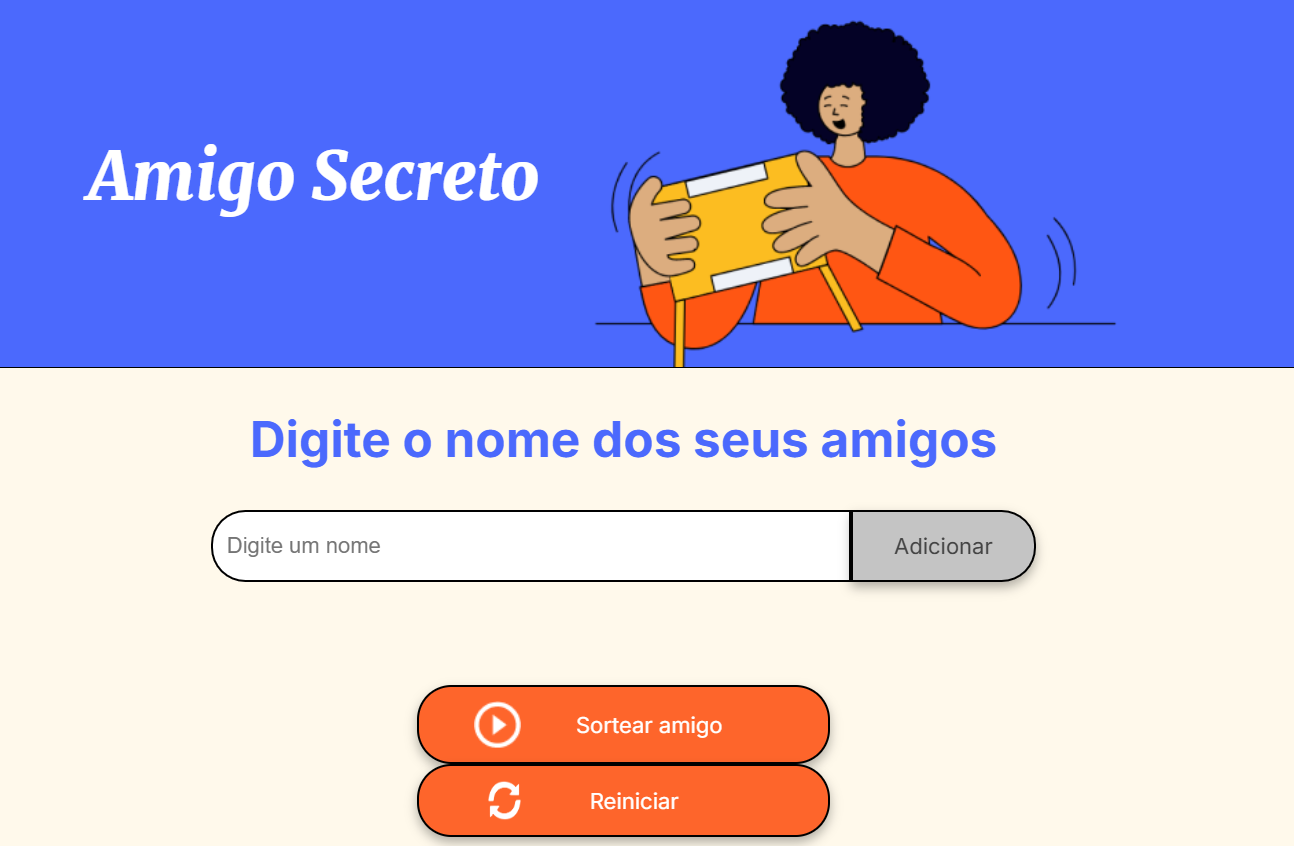 Amigo Secreto
Digite o nome dos seus amigos
Digite um nome
Adicionar
Sortear amigo
Reiniciar